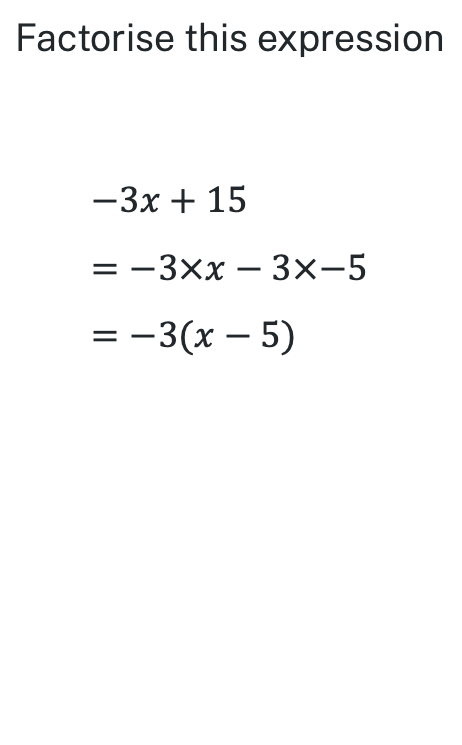 Factorise this expression
−3x + 15
= −3×x − 3×−5
= −3(x − 5)